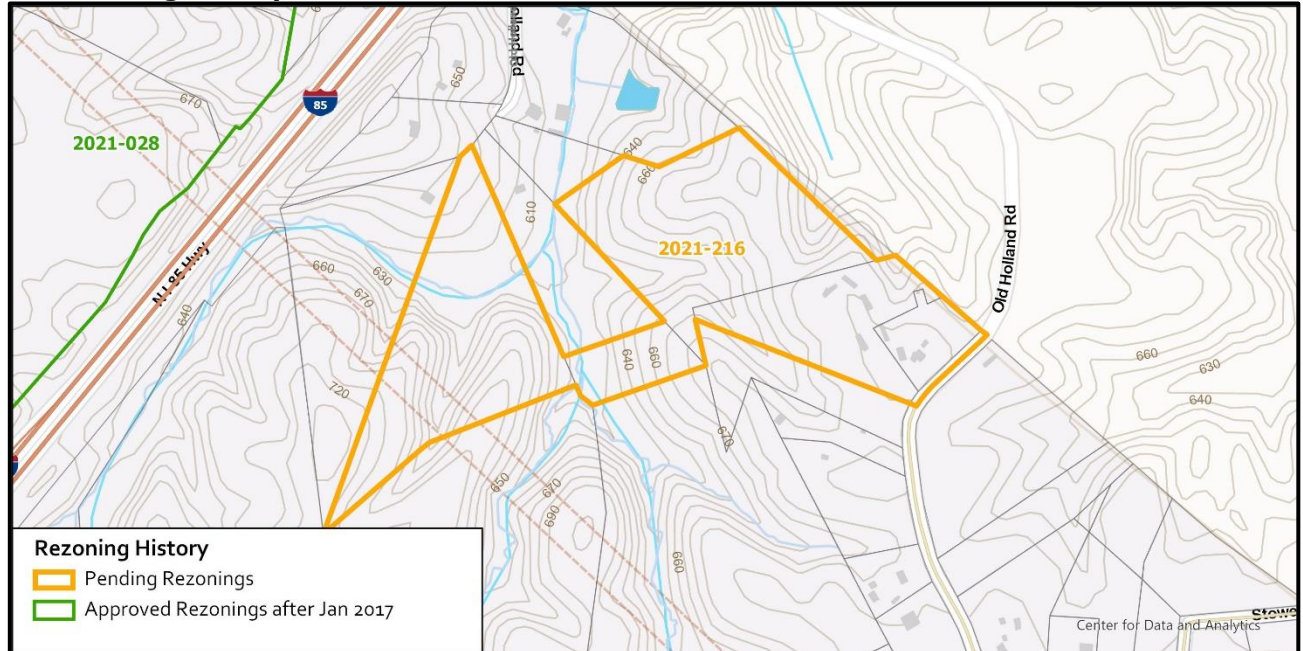 olland Rd
650
670
85
2021-028
640
660
610
2021-216
Old Holland Rd
N I 85 Hwy
660
630
670
640
640
660
660
630
640
720
670
650
670
690
660
Rezoning History
Pending Rezonings
Approved Rezonings after Jan 2017
Stowe
Center for Data and Analytics